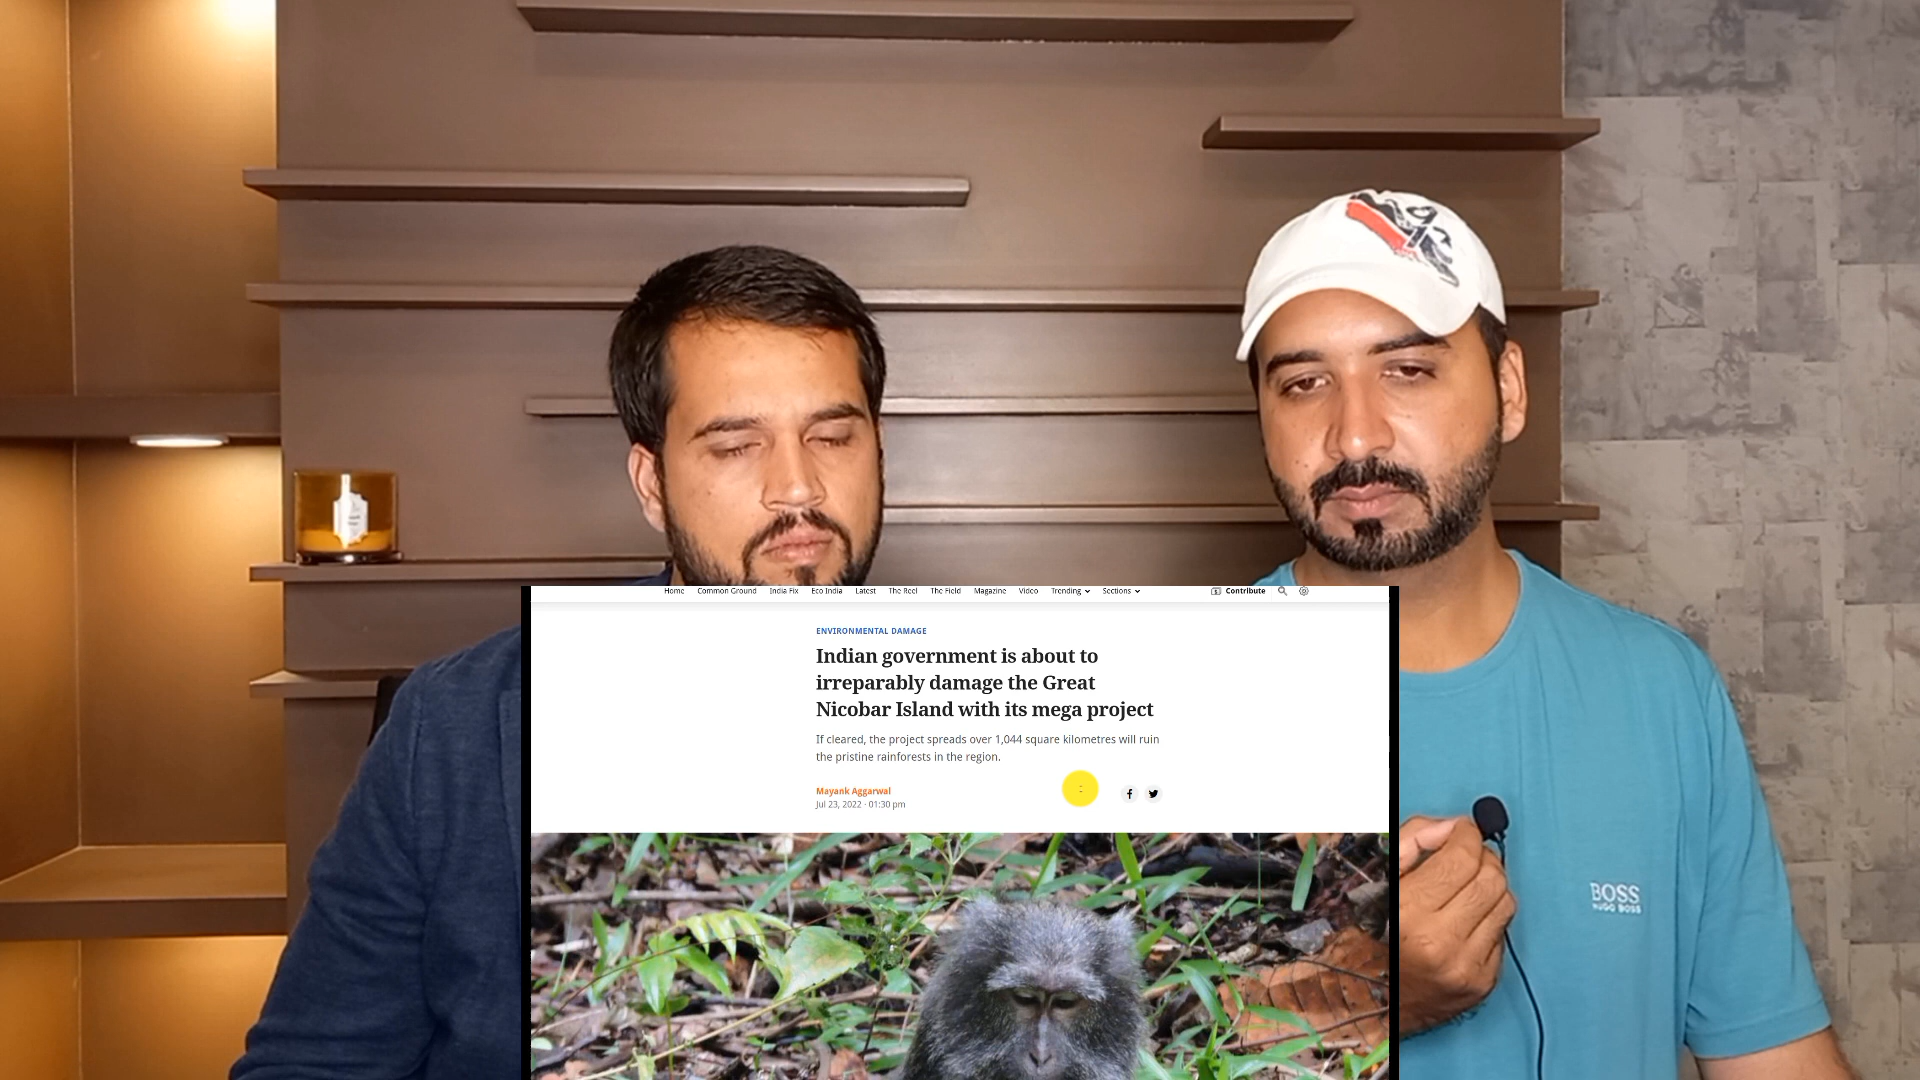 Home Common Ground India Fix Eco India Latest The Reel The Field Magazine Video Trending Sections Contribute
ENVIRONMENTAL DAMAGE
Indian government is about to
irreparably damage the Great
Nicobar Island with its mega project
If cleared, the project spreads over 1,044 square kilometres will ruin
the pristine rainforests in the region.
Mayank Aggarwal
Jul 23, 2022 · 01:30 pm
BOSS
HUGO BOSS